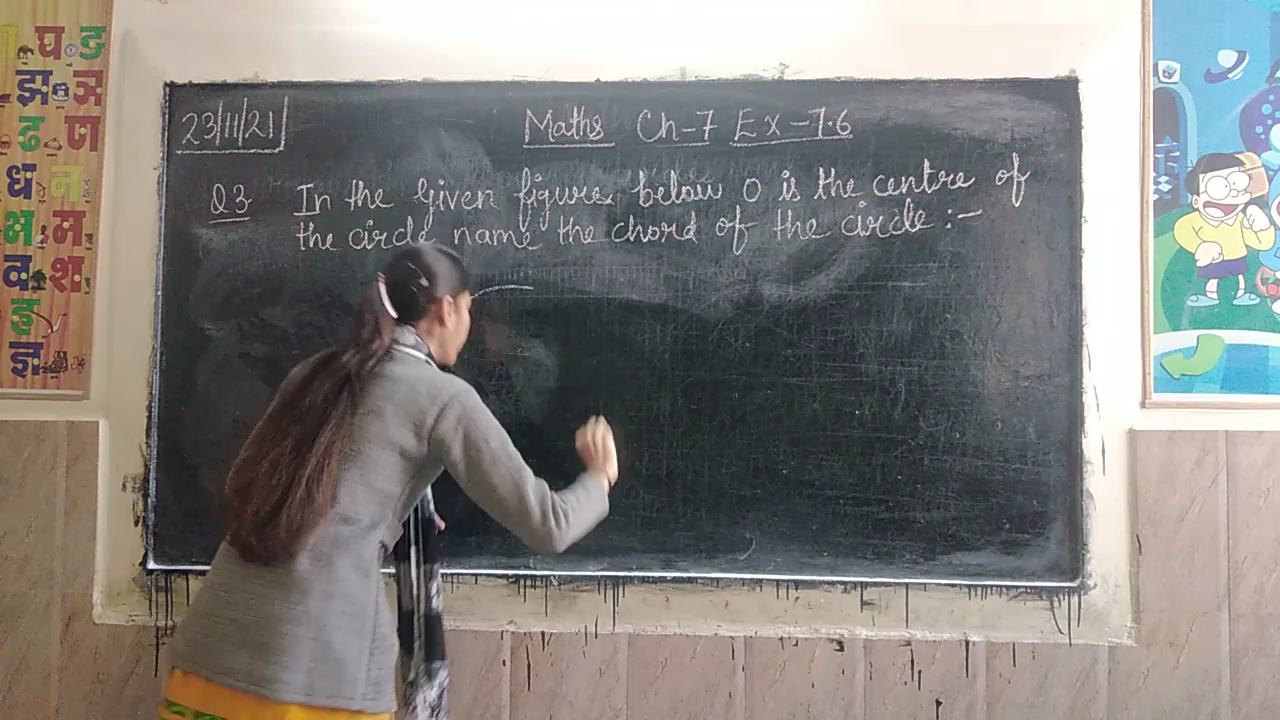 घ ङ
झ ञ
ढ ण
ध न
व श
ज्ञ
23/11/21
Maths Ch-7 Ex-7.6
Q3 In the given figure below O is the centre of
the circle name the chord of the circle :-